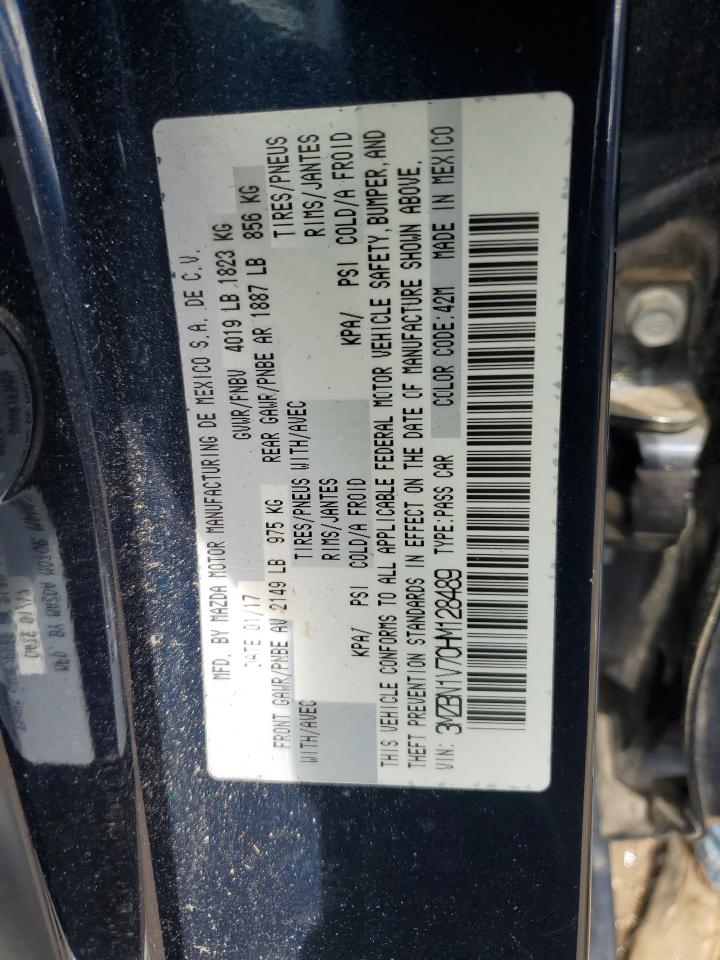 MFD. BY MAZDA MOTOR MANUFACTURING DE MEXICO S.A. DE C.V.
DATE 01/17 GVWR/PNBV 4019 LB 1823 KG
FRONT GAWR/PNBE AV 2149 LB 975 KG REAR GAWR/PNBE AR 1887 LB 856 KG
WITH/AVEC TIRES/PNEUS WITH/AVEC TIRES/PNEUS
RIMS/JANTES RIMS/JANTES
KPA/ PSI COLD/A FROID KPA/ PSI COLD/A FROID
THIS VEHICLE CONFORMS TO ALL APPLICABLE FEDERAL MOTOR VEHICLE SAFETY, BUMPER, AND
THEFT PREVENTION STANDARDS IN EFFECT ON THE DATE OF MANUFACTURE SHOWN ABOVE.
VIN: 3MZBN1V70HM128489 TYPE:PASS CAR COLOR CODE:42M MADE IN MEXICO